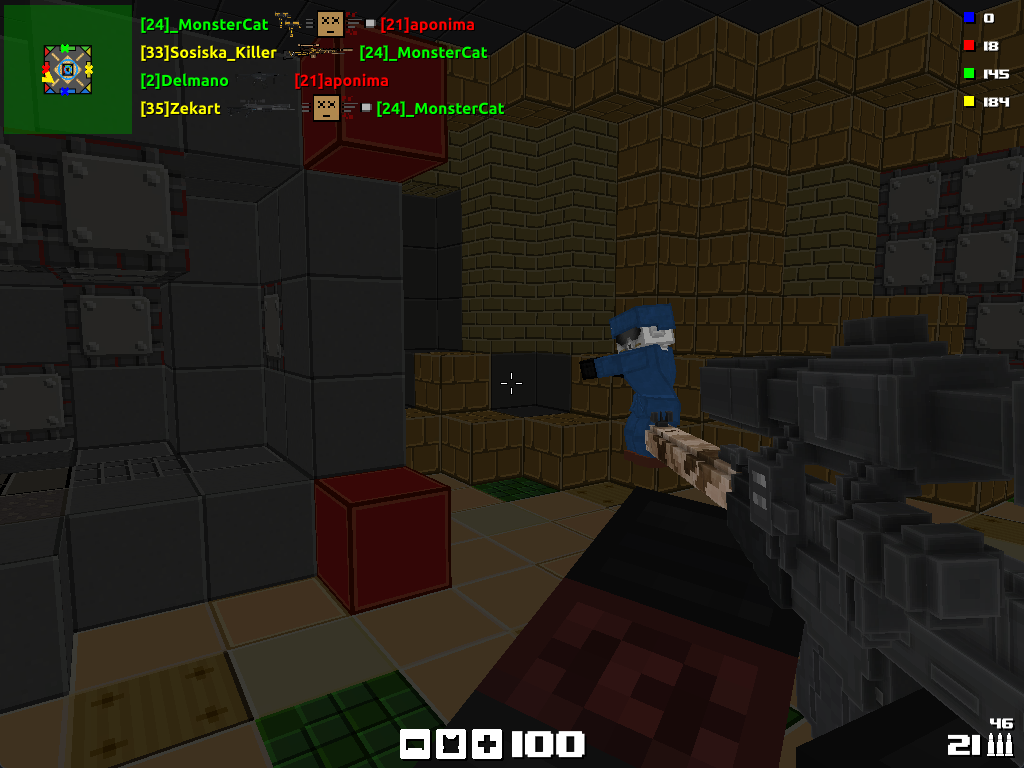 [24]_MonsterCat [21]aponima
[33]Sosiska_Killer [24]_MonsterCat
[2]Delmano [21]aponima
[35]Zekart [24]_MonsterCat
0
18
145
184
100
46
21